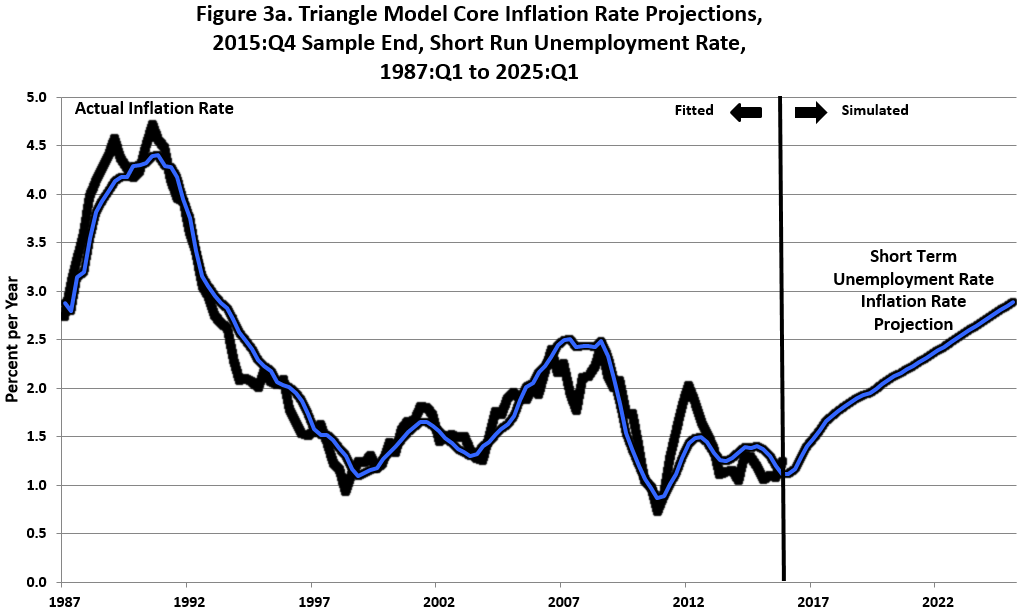 Figure 3a. Triangle Model Core Inflation Rate Projections,
2015:Q4 Sample End, Short Run Unemployment Rate,
1987:Q1 to 2025:Q1
Percent per Year
5.0
4.5
4.0
3.5
3.0
2.5
2.0
1.5
1.0
0.5
0.0
Actual Inflation Rate
Fitted
Simulated
Short Term
Unemployment Rate
Inflation Rate
Projection
1987 1992 1997 2002 2007 2012 2017 2022